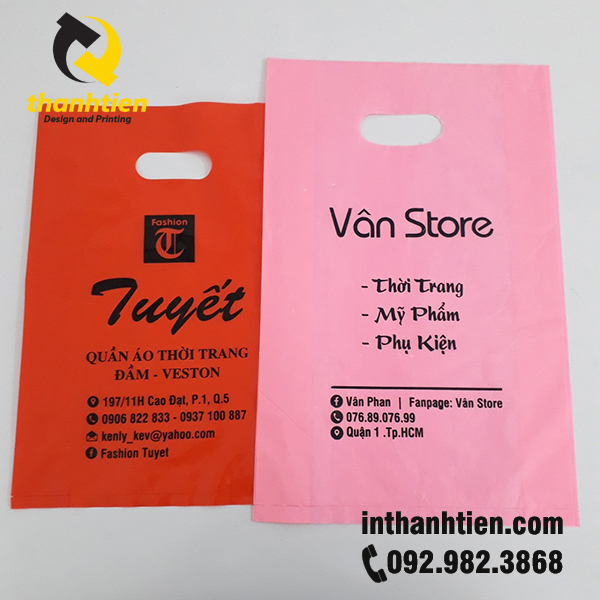 thanhtien
Design and Printing
Fashion
T
Tuyết
QUẦN ÁO THỜI TRANG
ĐẦM - VESTON
197/11H Cao Đạt, P.1, Q.5
0906 822 833 - 0937 100 887
kenly_kev@yahoo.com
Fashion Tuyet
Vân Store
- Thời Trang
- Mỹ Phẩm
- Phụ Kiện
Vân Phan | Fanpage: Vân Store
076.89.076.99
Quận 1 .Tp.HCM
inthanhtien.com
092.982.3868